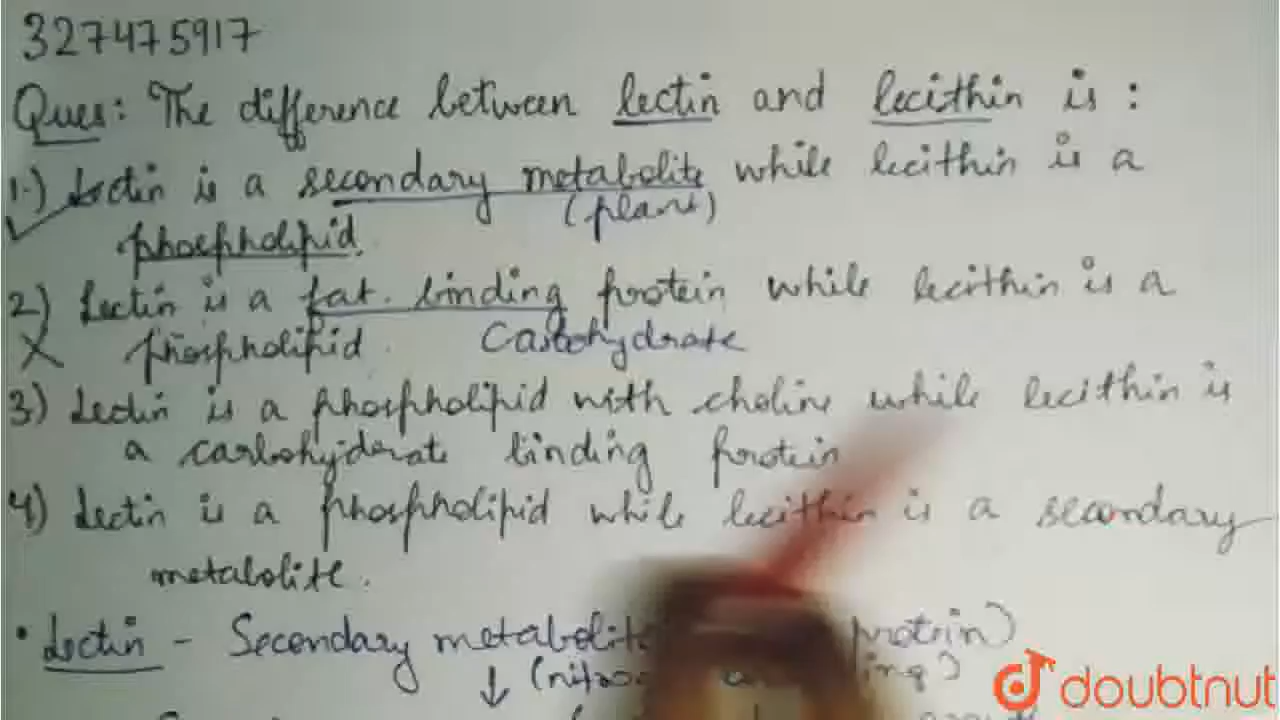 327475917
Ques: The difference between lectin and lecithin is :
1.) Lectin is a secondary metabolite while lecithin is a
(plant)
phospholipid.
2) Lectin is a fat binding protein while lecithin is a
X phospholipid. Carbohydrate
3) Lectin is a phospholipid with choline while lecithin is
a carbohyderate binding protein
4) Lectin is a phospholipid while lecithin is a secondary
metabolite.
• Lectin - Secondary metabolite protein)
doubtnut